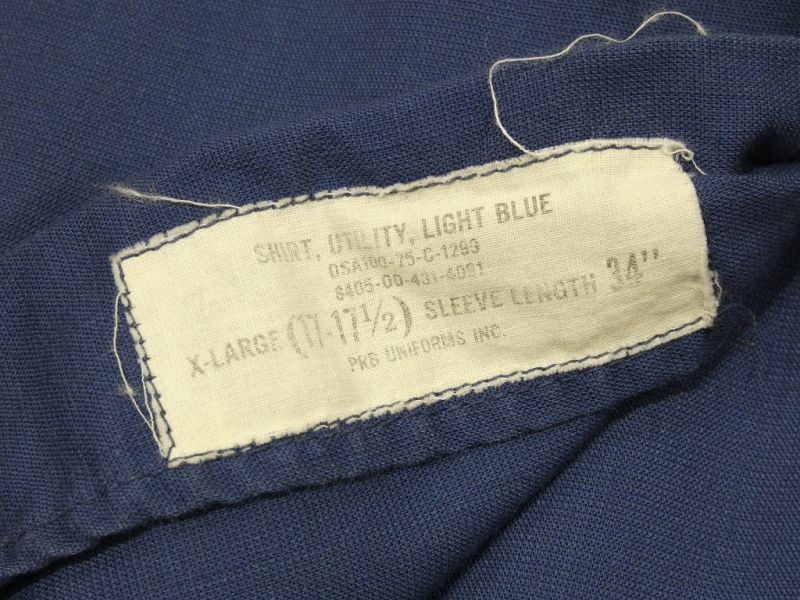 SHIRT, UTILITY, LIGHT BLUE
DSA100-75-C-1293
8405-00-431-4091
X-LARGE (17-17½) SLEEVE LENGTH 34"
PKB UNIFORMS INC.